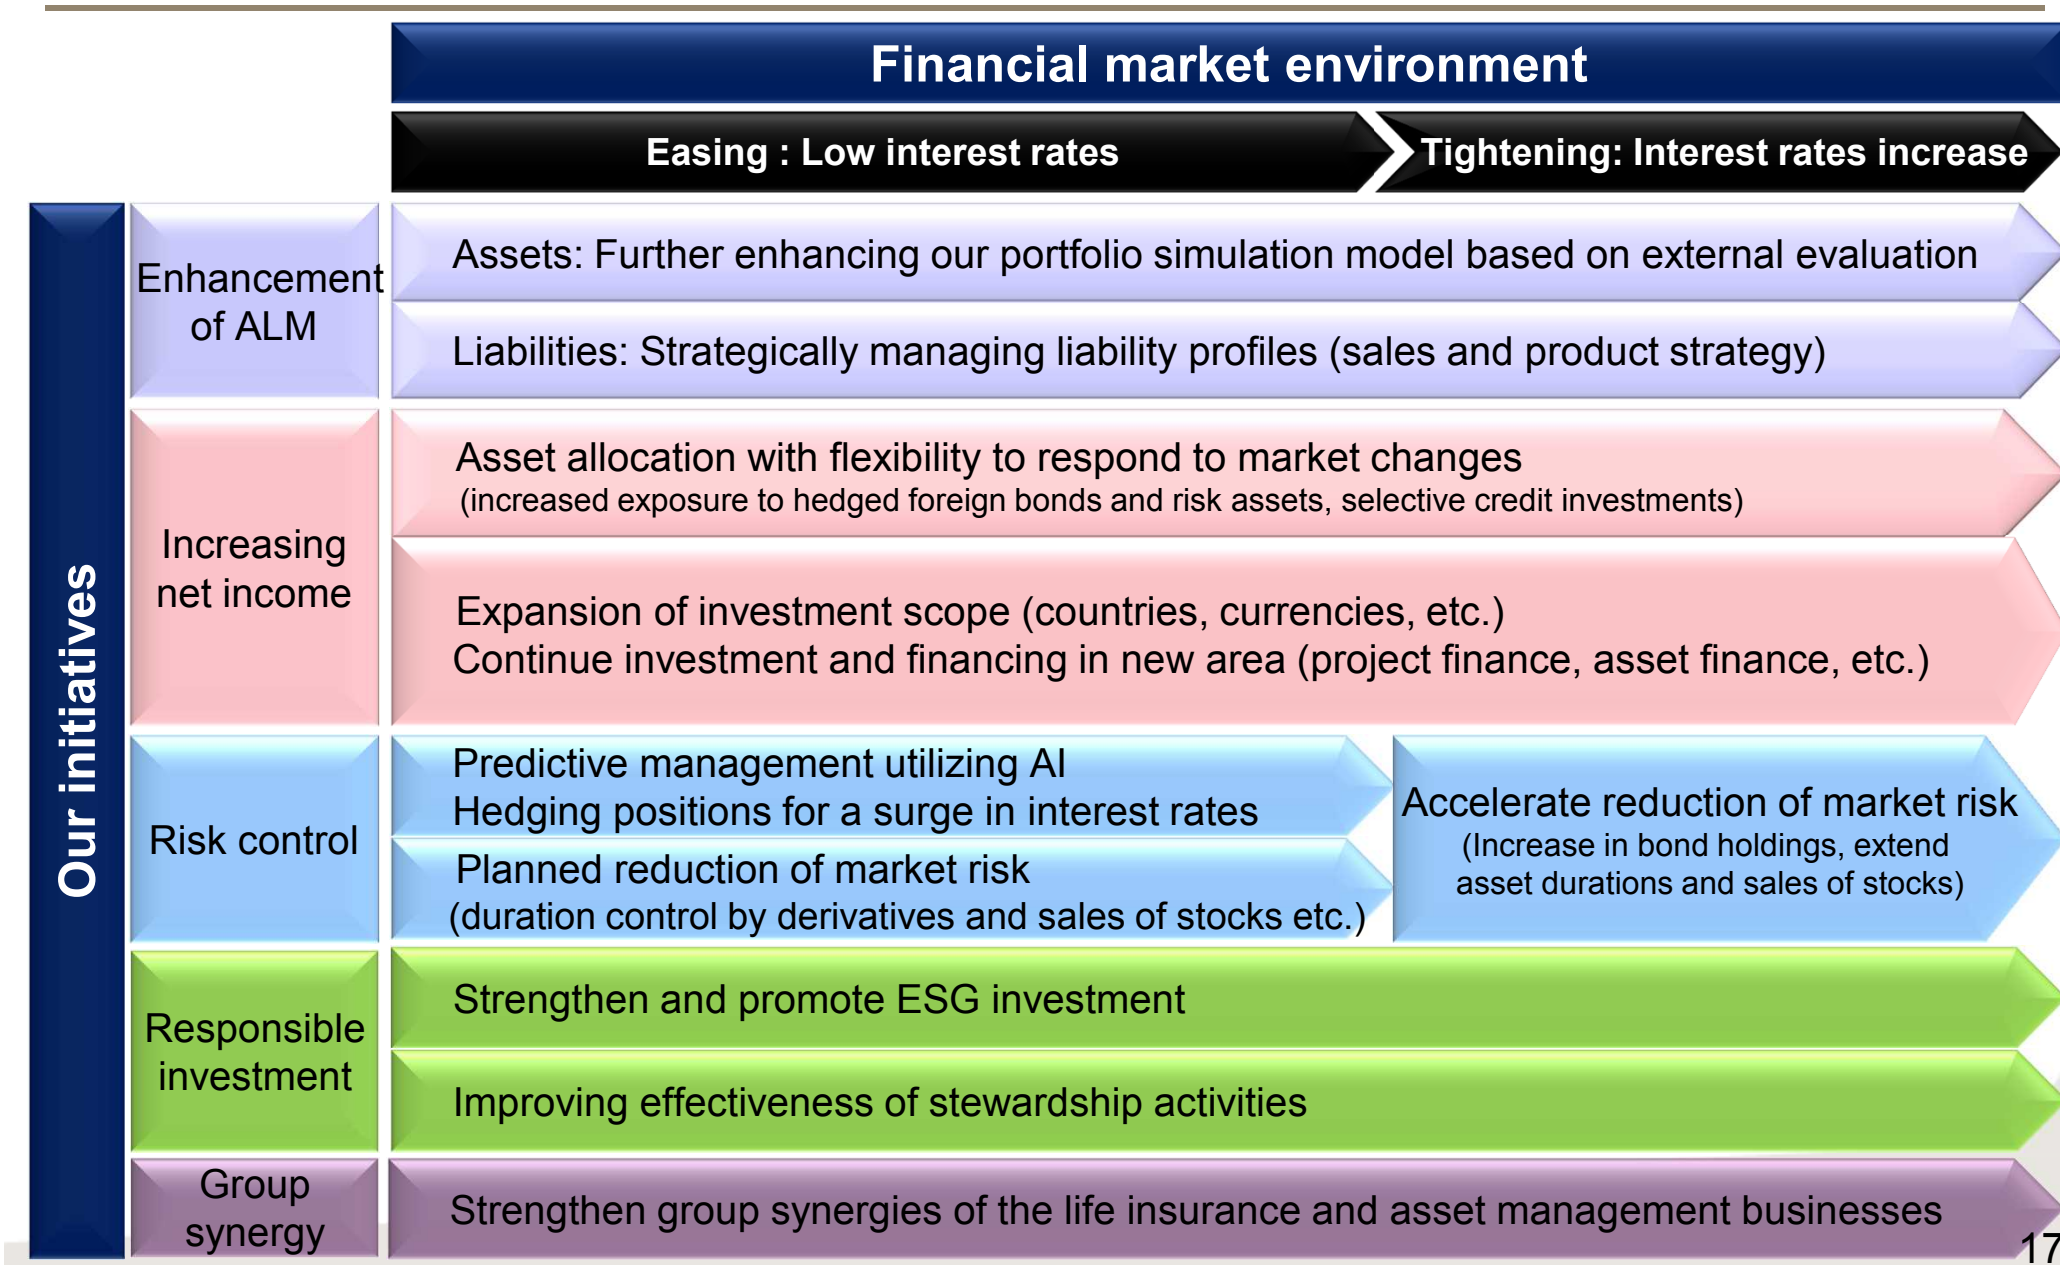 Financial market environment
Easing : Low interest rates
Tightening: Interest rates increase
Our initiatives
Enhancement
of ALM
Assets: Further enhancing our portfolio simulation model based on external evaluation
Liabilities: Strategically managing liability profiles (sales and product strategy)
Increasing
net income
Asset allocation with flexibility to respond to market changes
(increased exposure to hedged foreign bonds and risk assets, selective credit investments)
Expansion of investment scope (countries, currencies, etc.)
Continue investment and financing in new area (project finance, asset finance, etc.)
Risk control
Predictive management utilizing AI
Hedging positions for a surge in interest rates
Planned reduction of market risk
(duration control by derivatives and sales of stocks etc.)
Accelerate reduction of market risk
(Increase in bond holdings, extend
asset durations and sales of stocks)
Responsible
investment
Strengthen and promote ESG investment
Improving effectiveness of stewardship activities
Group
synergy
Strengthen group synergies of the life insurance and asset management businesses
17